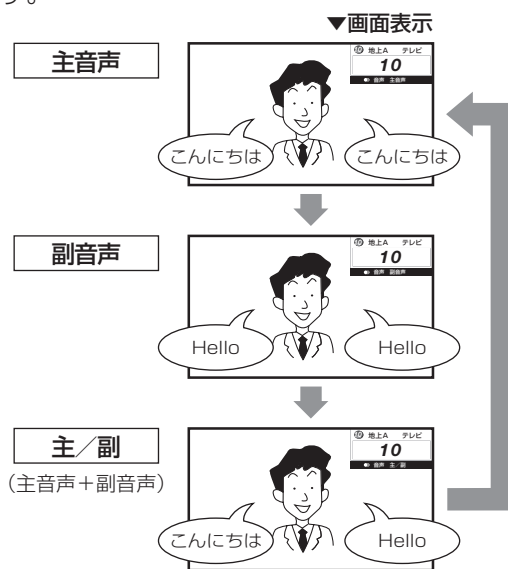 す。
▼画面表示
主音声
地上A テレビ
10
音声 主音声
こんにちは こんにちは
副音声
地上A テレビ
10
音声 副音声
Hello Hello
主／副
(主音声＋副音声)
地上A テレビ
10
音声 主／副
こんにちは Hello